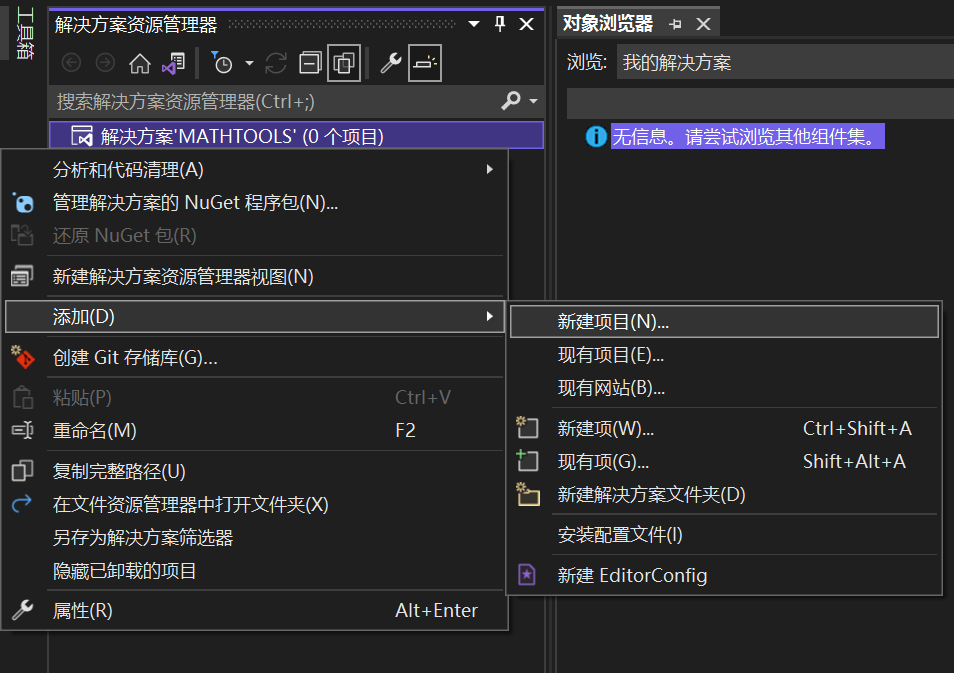 工具箱
解决方案资源管理器
搜索解决方案资源管理器(Ctrl+;)
解决方案'MATHTOOLS' (0 个项目)
对象浏览器
浏览: 我的解决方案
无信息。请尝试浏览其他组件集。
分析和代码清理(A)
管理解决方案的 NuGet 程序包(N)...
还原 NuGet 包(R)
新建解决方案资源管理器视图(N)
添加(D)
创建 Git 存储库(G)...
粘贴(P) Ctrl+V
重命名(M) F2
复制完整路径(U)
在文件资源管理器中打开文件夹(X)
另存为解决方案筛选器
隐藏已卸载的项目
属性(R) Alt+Enter
新建项目(N)...
现有项目(E)...
现有网站(B)...
新建项(W)... Ctrl+Shift+A
现有项(G)... Shift+Alt+A
新建解决方案文件夹(D)
安装配置文件(I)
新建 EditorConfig